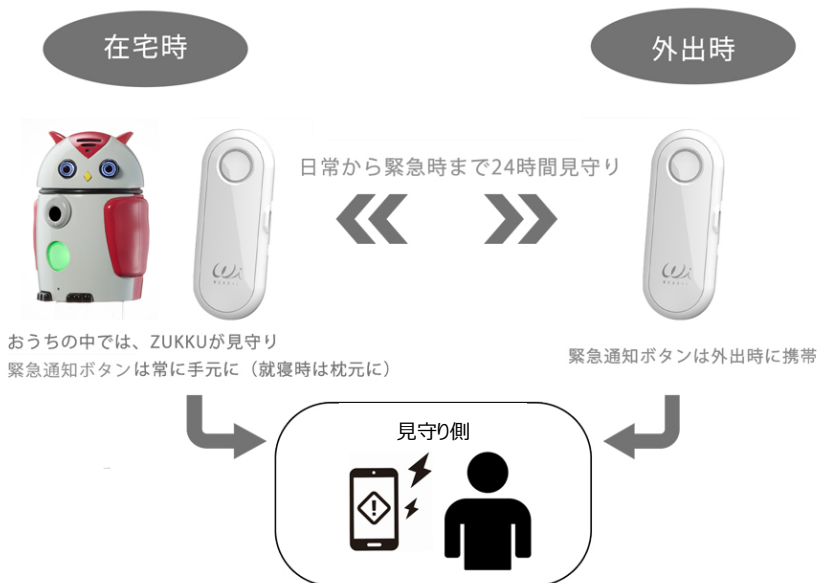 在宅時
外出時
日常から緊急時まで24時間見守り
おうちの中では、ZUKKUが見守り
緊急通知ボタンは常に手元に（就寝時は枕元に）
緊急通知ボタンは外出時に携帯
見守り側